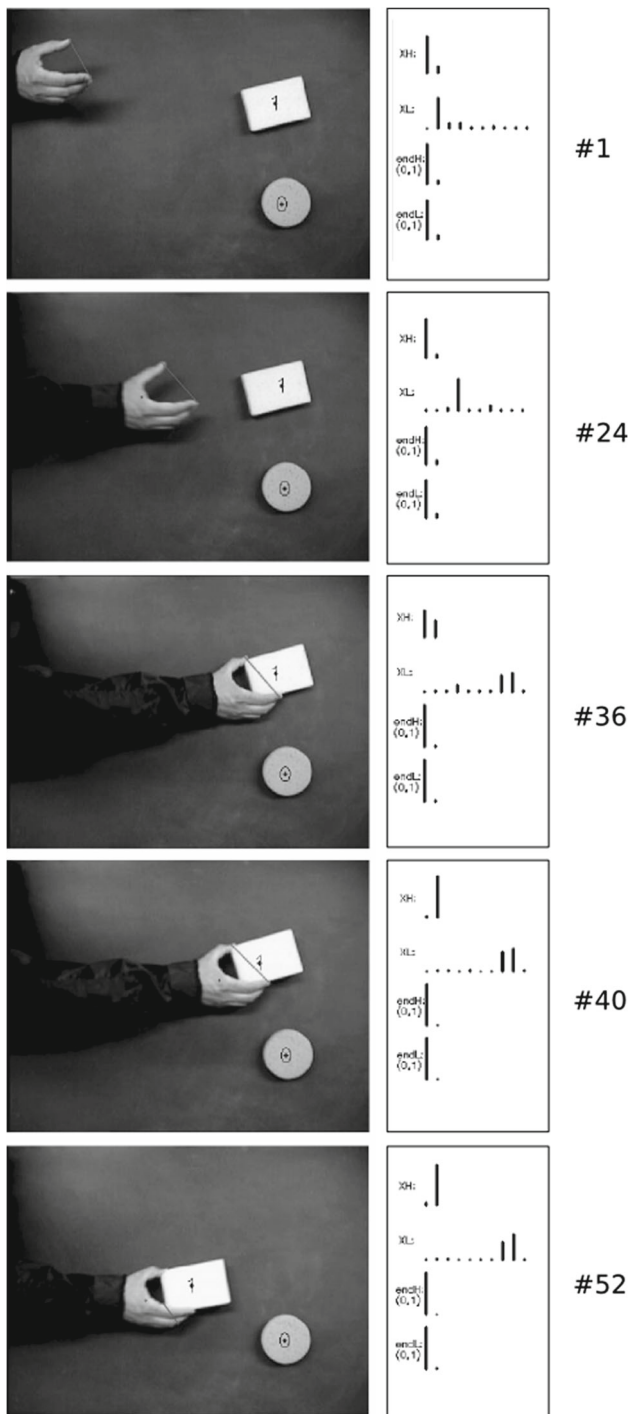 XH:
XL:
endH:
(0,1)
endL:
(0,1)
#1
XH:
XL:
endH:
(0,1)
endL:
(0,1)
#24
XH:
XL:
endH:
(0,1)
endL:
(0,1)
#36
XH:
XL:
endH:
(0,1)
endL:
(0,1)
#40
XH:
XL:
endH:
(0,1)
endL:
(0,1)
#52